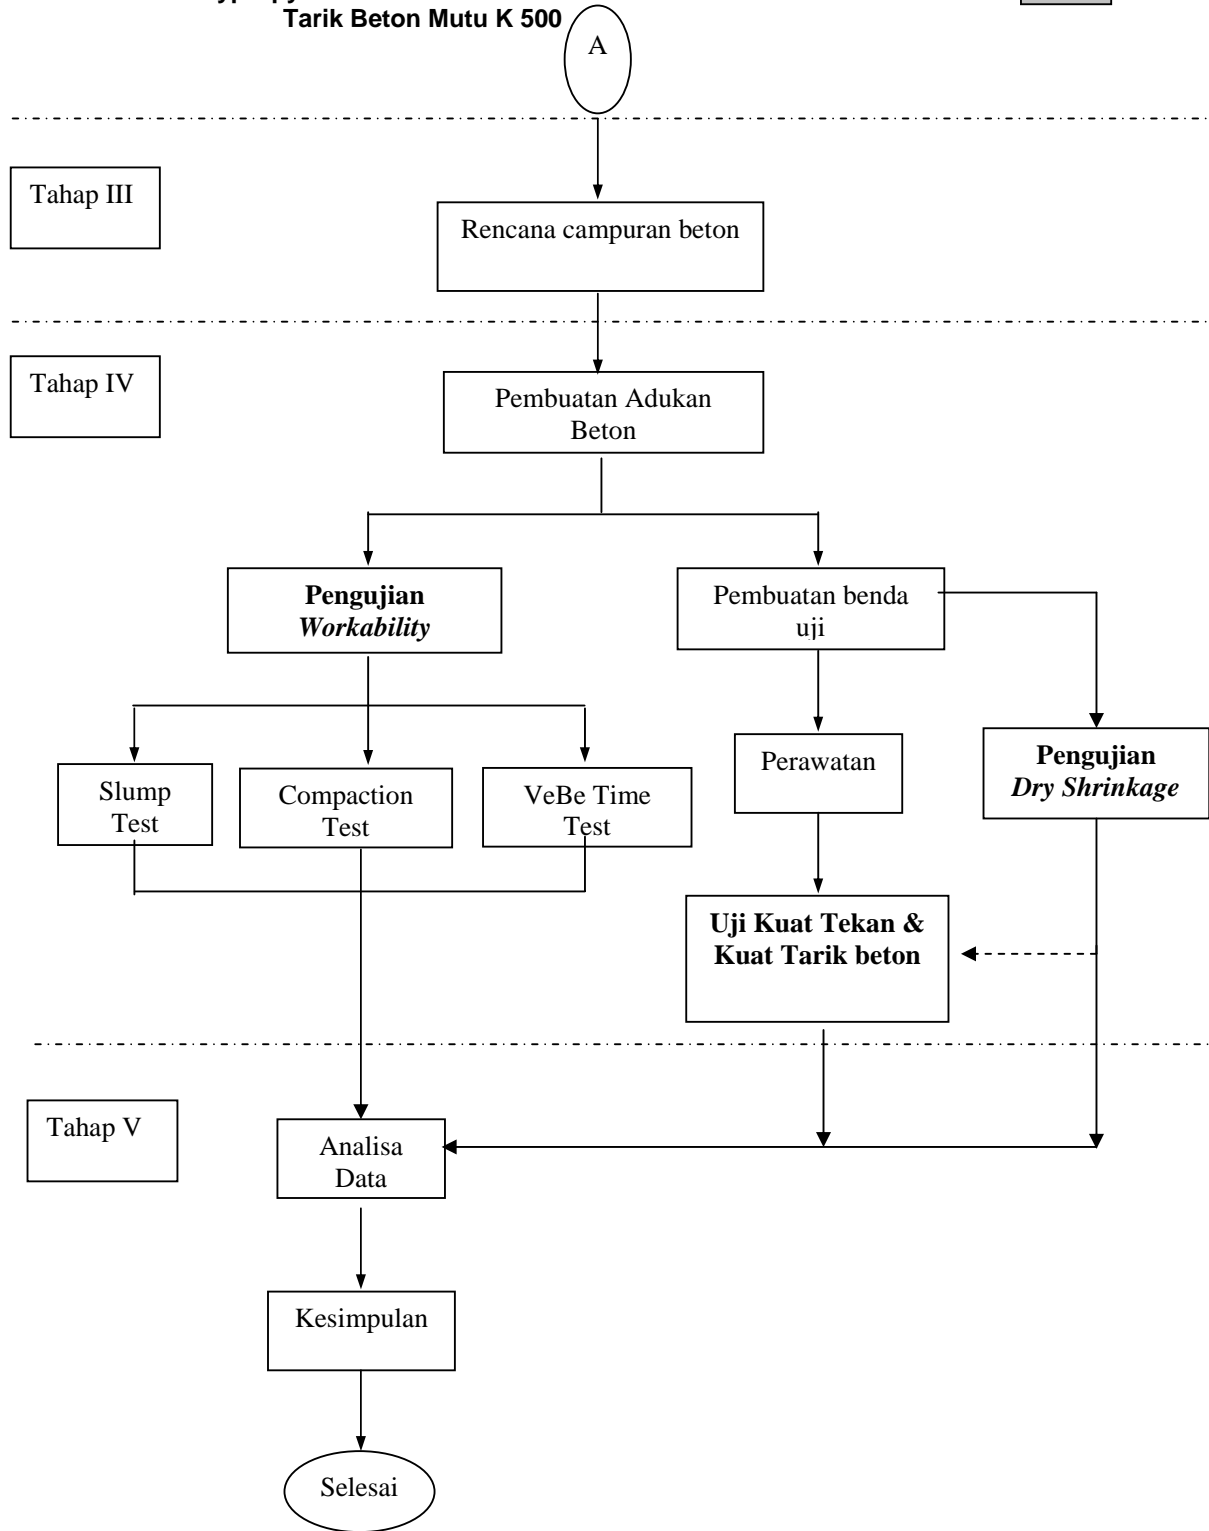 Tarik Beton Mutu K 500
A
Tahap III
Rencana campuran beton
Tahap IV
Pembuatan Adukan
Beton
Pengujian
Workability
Pembuatan benda
uji
Slump
Test
Compaction
Test
VeBe Time
Test
Perawatan
Pengujian
Dry Shrinkage
Uji Kuat Tekan &
Kuat Tarik beton
Tahap V
Analisa
Data
Kesimpulan
Selesai